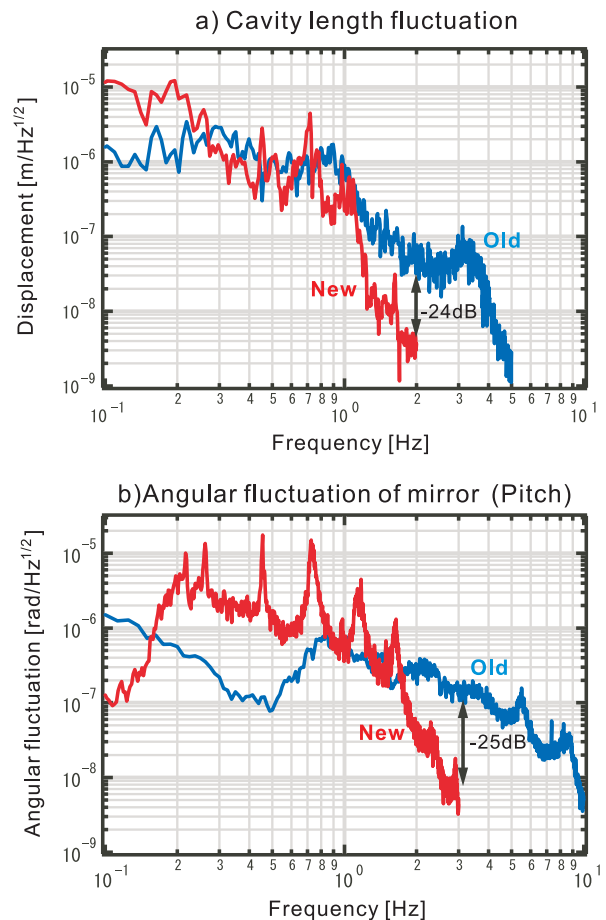 a) Cavity length fluctuation
Displacement [m/Hz^1/2]
10^-5
10^-6
10^-7
10^-8
10^-9
Old
New
-24dB
10^-1 2 3 4 5 6 7 8 9 10^0 2 3 4 5 6 7 8 9 10^1
Frequency [Hz]
b)Angular fluctuation of mirror (Pitch)
Angular fluctuation [rad/Hz^1/2]
10^-5
10^-6
10^-7
10^-8
10^-9
Old
New
-25dB
10^-1 2 3 4 5 6 7 8 9 10^0 2 3 4 5 6 7 8 9 10^1
Frequency [Hz]